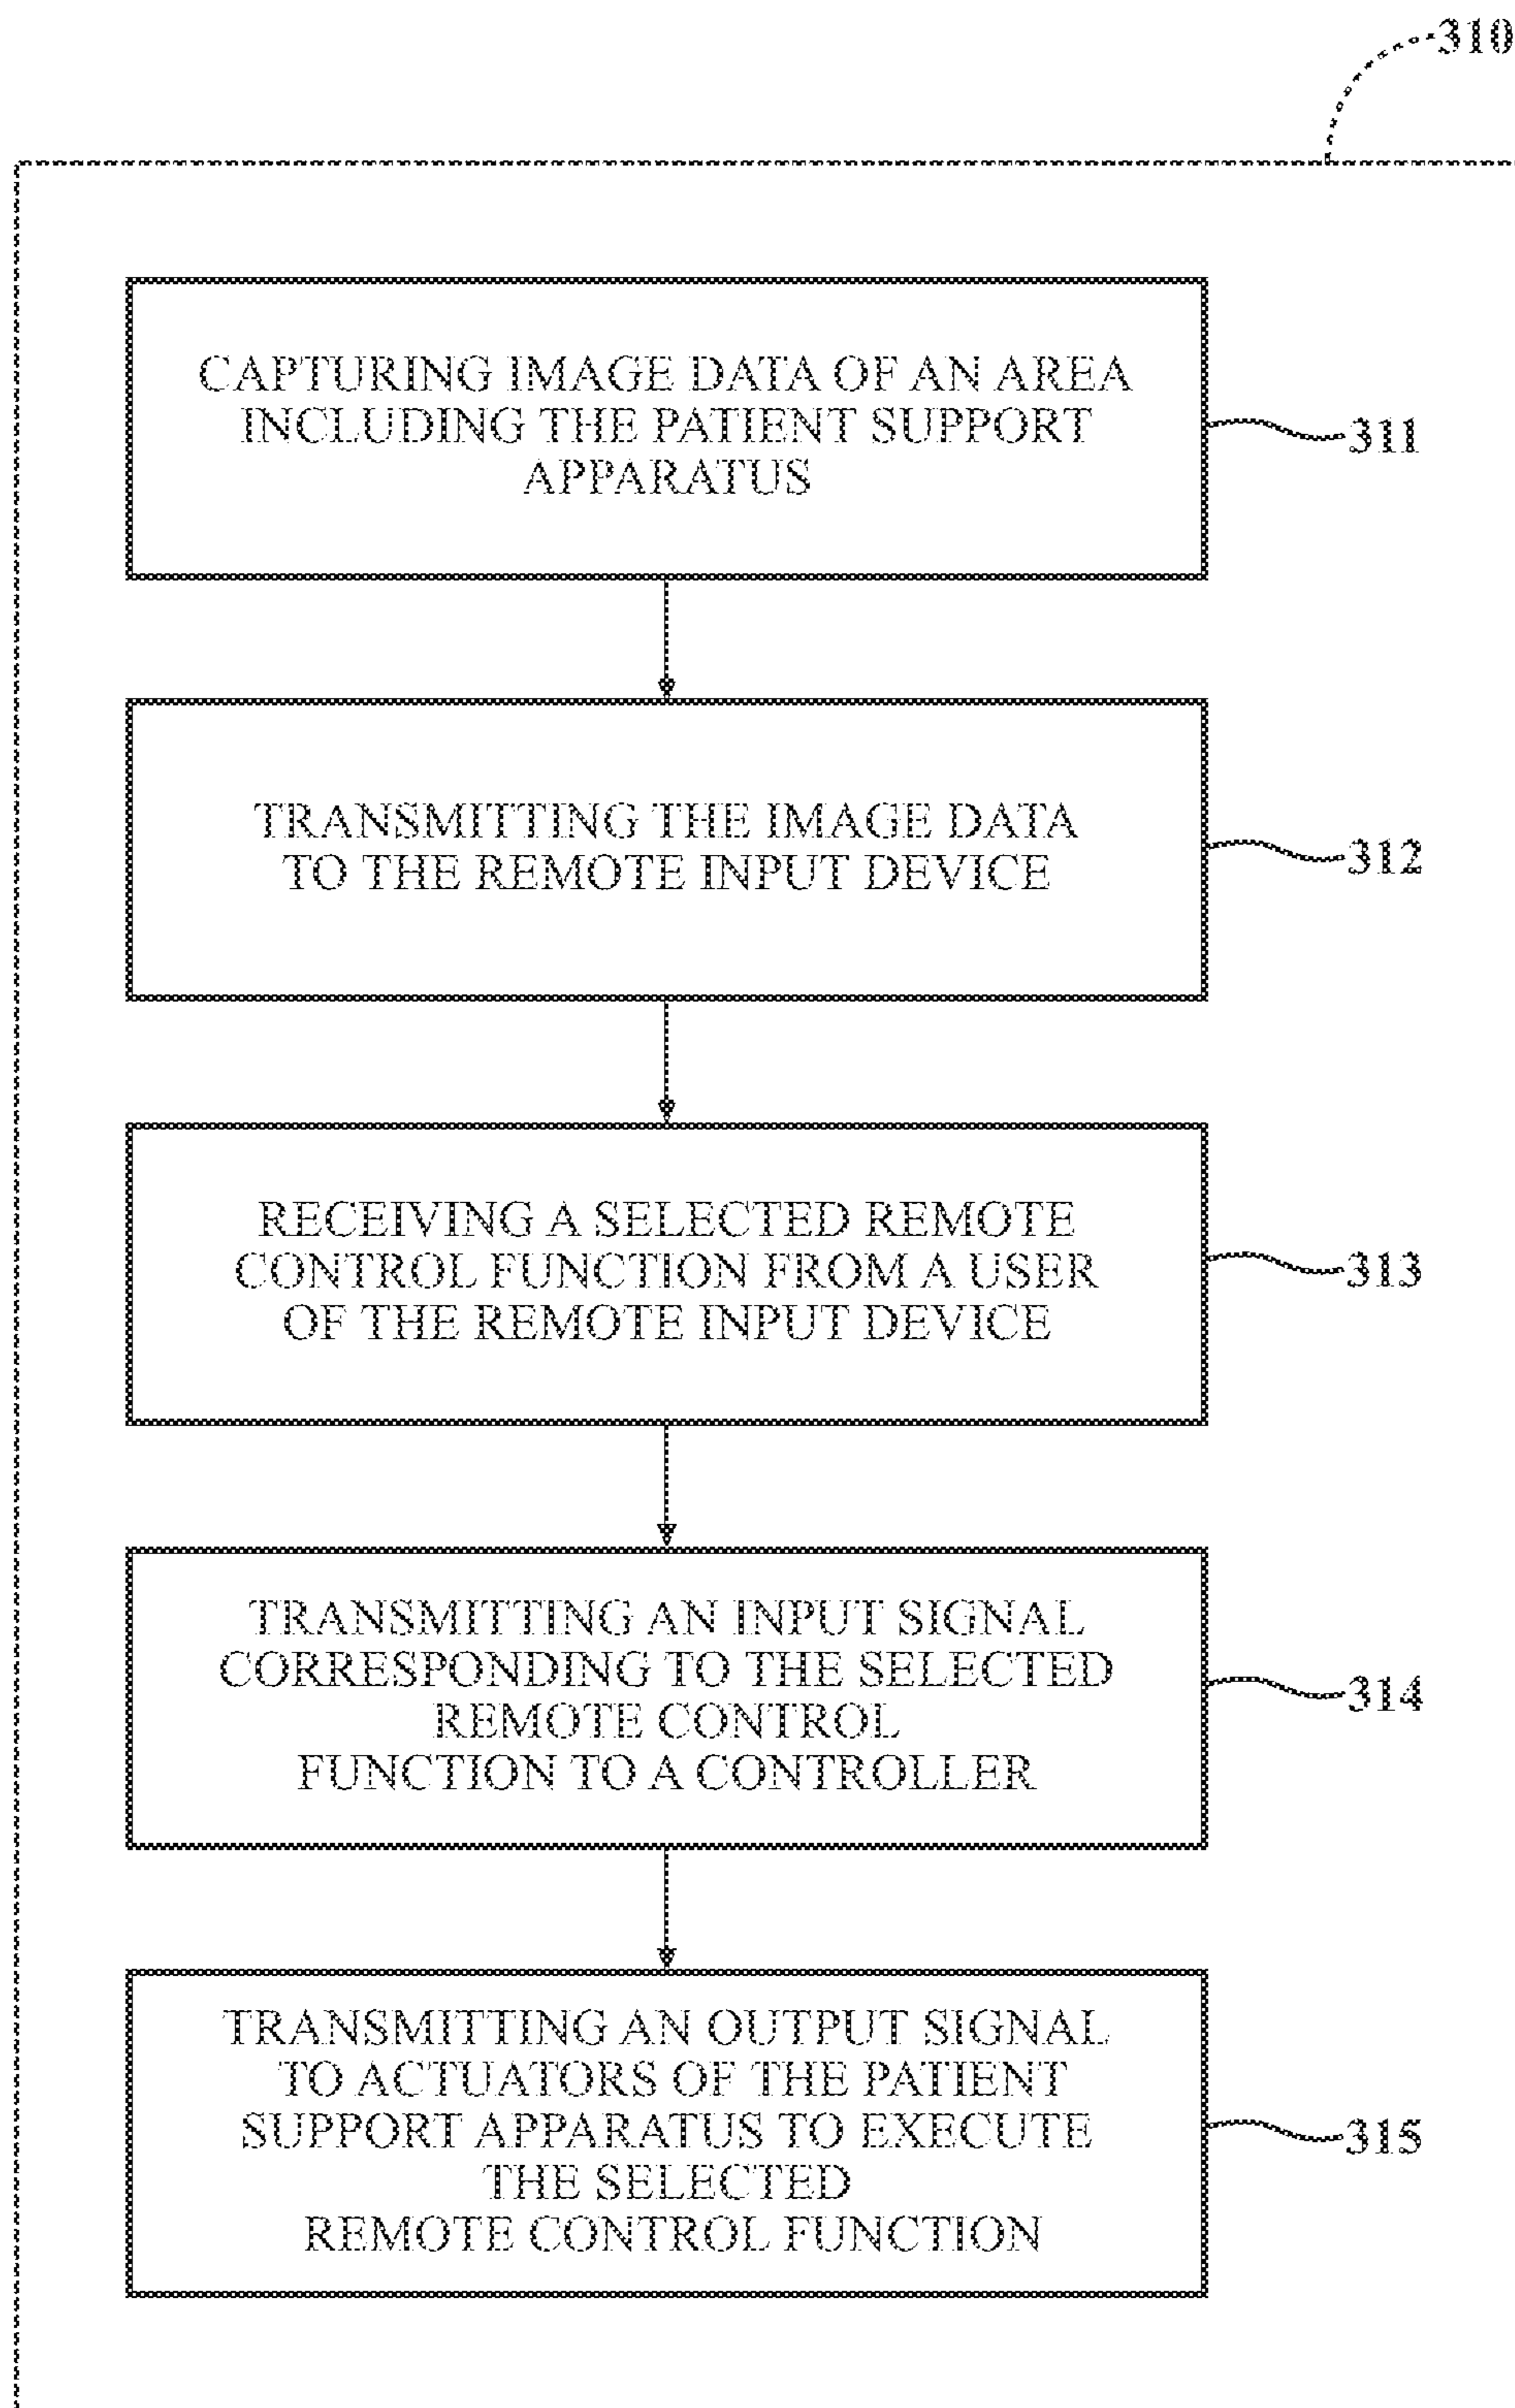 310
CAPTURING IMAGE DATA OF AN AREA
INCLUDING THE PATIENT SUPPORT
APPARATUS
311
TRANSMITTING THE IMAGE DATA
TO THE REMOTE INPUT DEVICE
312
RECEIVING A SELECTED REMOTE
CONTROL FUNCTION FROM A USER
OF THE REMOTE INPUT DEVICE
313
TRANSMITTING AN INPUT SIGNAL
CORRESPONDING TO THE SELECTED
REMOTE CONTROL
FUNCTION TO A CONTROLLER
314
TRANSMITTING AN OUTPUT SIGNAL
TO ACTUATORS OF THE PATIENT
SUPPORT APPARATUS TO EXECUTE
THE SELECTED
REMOTE CONTROL FUNCTION
315